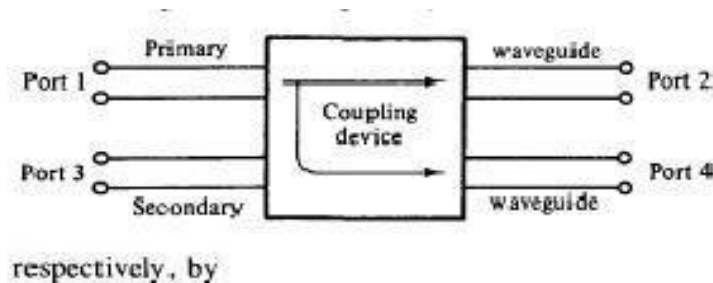 Primary
waveguide
Port 1
Port 2
Coupling
device
Port 3
Port 4
Secondary
waveguide
respectively, by